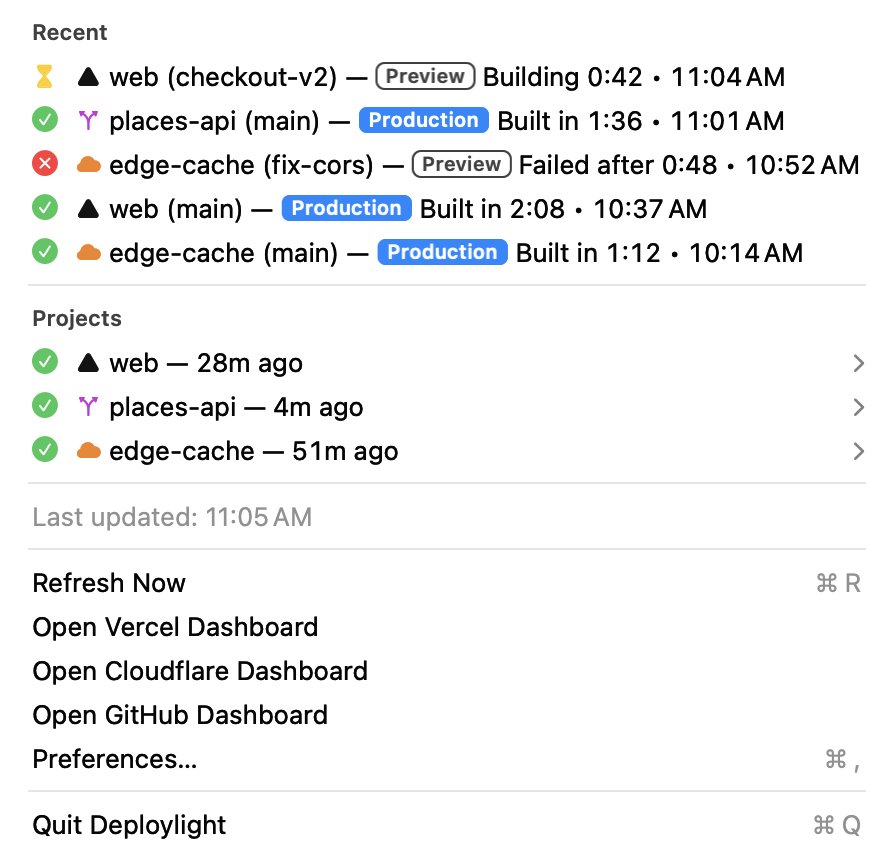 Recent
web (checkout-v2) — Preview Building 0:42 • 11:04 AM
places-api (main) — Production Built in 1:36 • 11:01 AM
edge-cache (fix-cors) — Preview Failed after 0:48 • 10:52 AM
web (main) — Production Built in 2:08 • 10:37 AM
edge-cache (main) — Production Built in 1:12 • 10:14 AM
Projects
web — 28m ago
places-api — 4m ago
edge-cache — 51m ago
Last updated: 11:05 AM
Refresh Now ⌘ R
Open Vercel Dashboard
Open Cloudflare Dashboard
Open GitHub Dashboard
Preferences... ⌘ ,
Quit Deploylight ⌘ Q